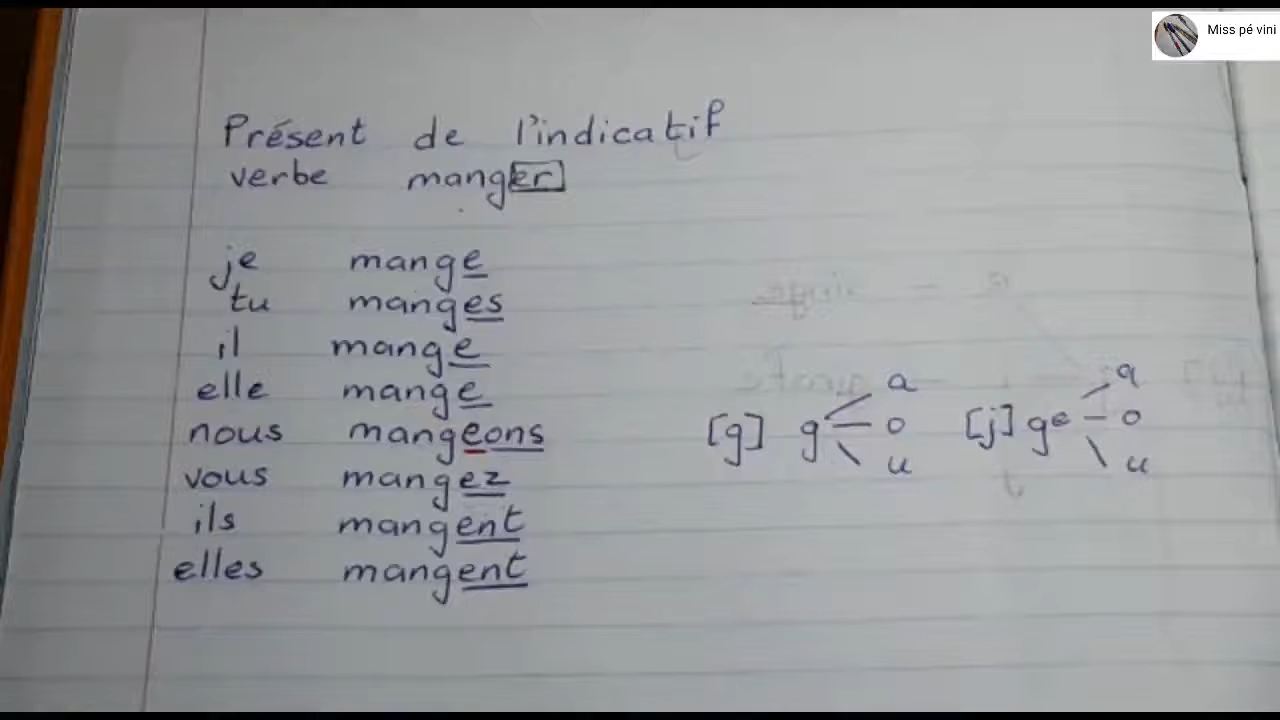 Miss pé vini
Présent de l'indicatif
verbe manger
je mange
tu manges
il mange
elle mange
nous mangeons
vous mangez
ils mangent
elles mangent
a
[g] g o
u
a
[j] ge o
u